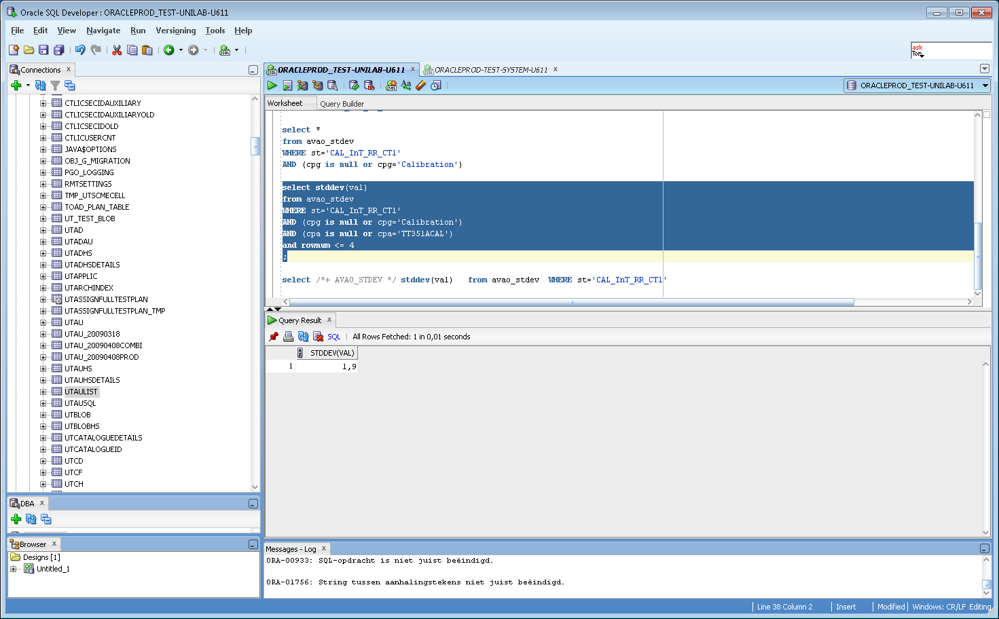 Oracle SQL Developer : ORACLEPROD_TEST-UNILAB-U611
File Edit View Navigate Run Versioning Tools Help
ask
Tom
Connections
CTLICSECIDAUXILIARY
CTLICSECIDAUXILIARYOLD
CTLICSECIDOLD
CTLICUSERCNT
JAVA$OPTIONS
OBJ_G_MIGRATION
PGO_LOGGING
RMTSETTINGS
TMP_UTSCMECELL
TOAD_PLAN_TABLE
UT_TEST_BLOB
UTAD
UTADAU
UTADHS
UTADHSDETAILS
UTAPPLIC
UTARCHINDEX
UTASSIGNFULLTESTPLAN
UTASSIGNFULLTESTPLAN_TMP
UTAU
UTAU_20090318
UTAU_20090408COMBI
UTAU_20090408PROD
UTAUHS
UTAUHSDETAILS
UTAULIST
UTAUSQL
UTBLOB
UTBLOBHS
UTCATALOGUEDETAILS
UTCATALOGUEID
UTCD
UTCF
UTCH
DBA
Browser
Designs [1]
Untitled_1
ORACLEPROD_TEST-UNILAB-U611 ORACLEPROD-TEST-SYSTEM-U611
ORACLEPROD_TEST-UNILAB-U611
Worksheet Query Builder
select *
from avao_stdev
WHERE st='CAL_InT_RR_CT1'
AND (cpg is null or cpg='Calibration')
select stddev(val)
from avao_stdev
WHERE st='CAL_InT_RR_CT1'
AND (cpg is null or cpg='Calibration')
AND (cpa is null or cpa='TT351ACAL')
and rownum <= 4
;
select /*+ AVAO_STDEV */ stddev(val) from avao_stdev WHERE st='CAL_InT_RR_CT1'
Query Result
SQL All Rows Fetched: 1 in 0,01 seconds
STDDEV(VAL)
1 1,9
Messages - Log
ORA-00933: SQL-opdracht is niet juist beëindigd.
ORA-01756: String tussen aanhalingstekens niet juist beëindigd.
Line 38 Column 2 Insert Modified Windows: CR/LF Editing